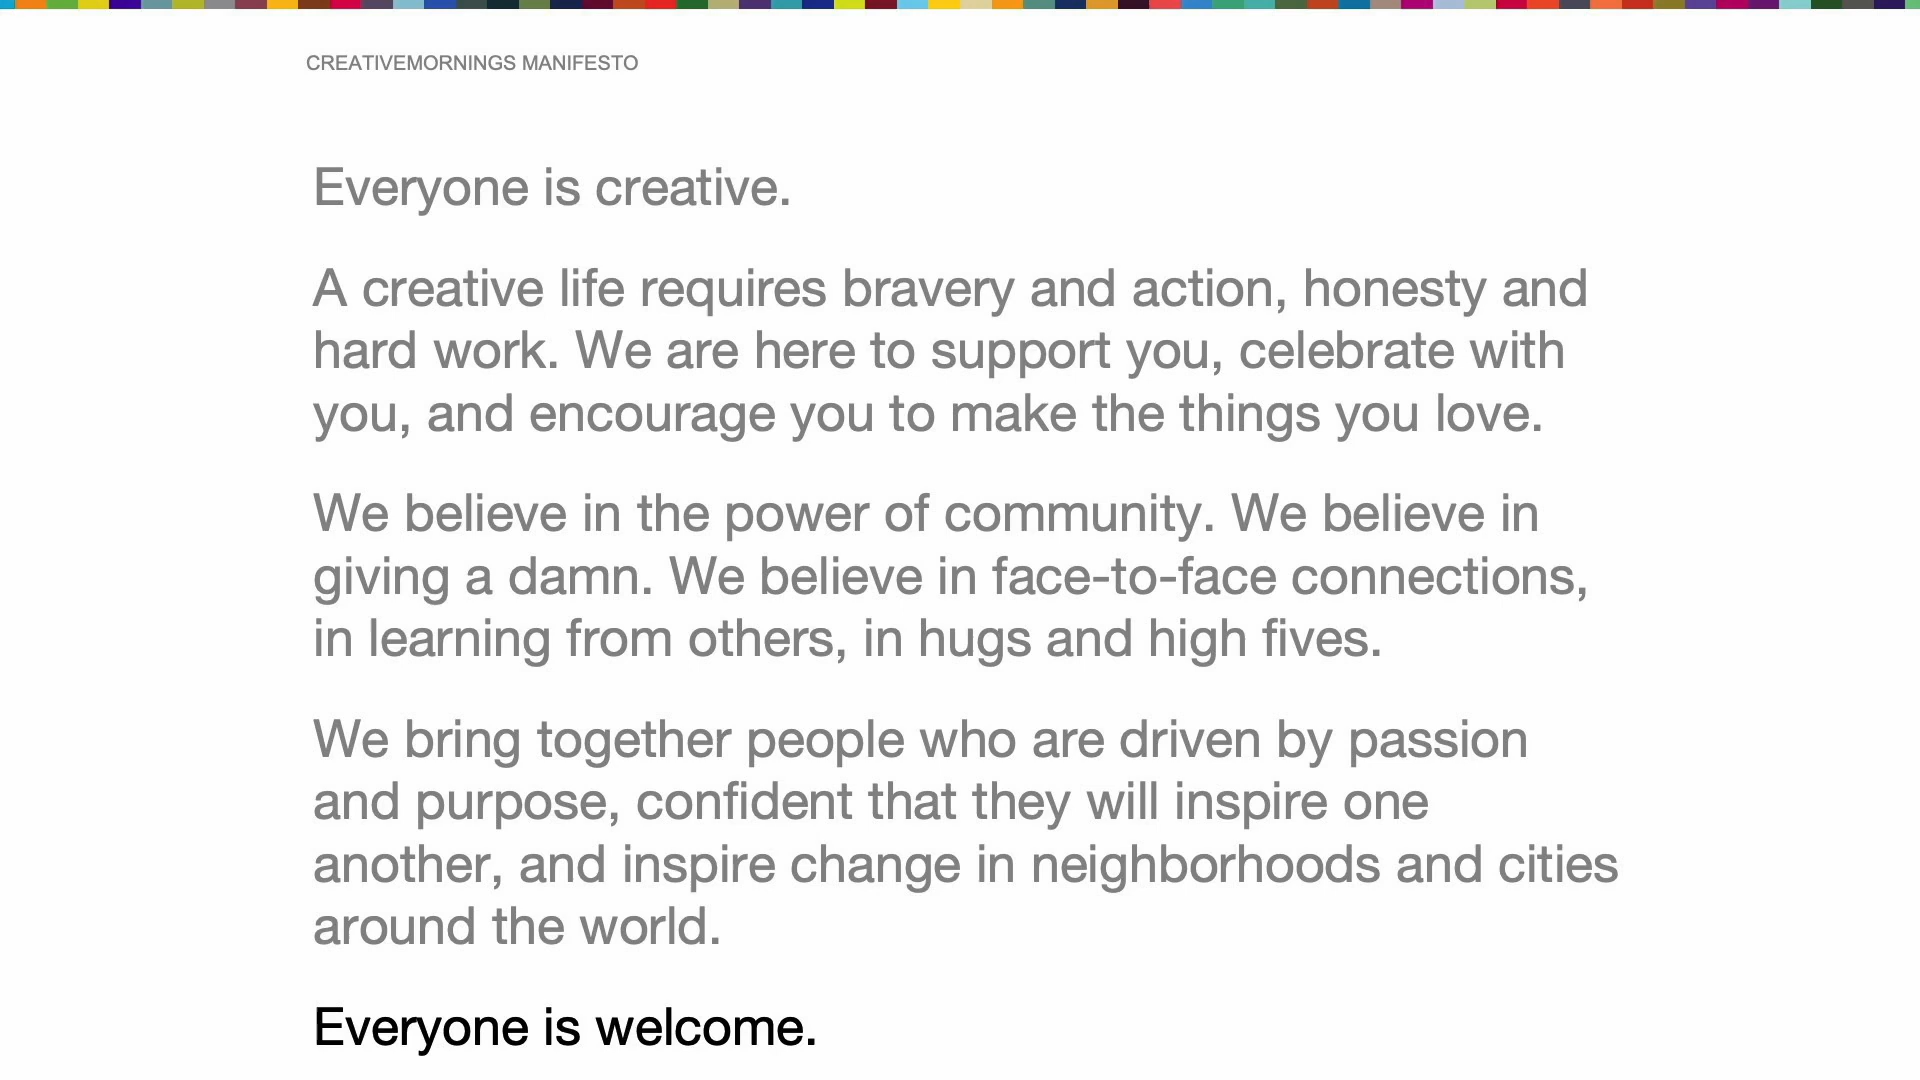 CREATIVEMORNINGS MANIFESTO
Everyone is creative.
A creative life requires bravery and action, honesty and
hard work. We are here to support you, celebrate with
you, and encourage you to make the things you love.
We believe in the power of community. We believe in
giving a damn. We believe in face-to-face connections,
in learning from others, in hugs and high fives.
We bring together people who are driven by passion
and purpose, confident that they will inspire one
another, and inspire change in neighborhoods and cities
around the world.
Everyone is welcome.